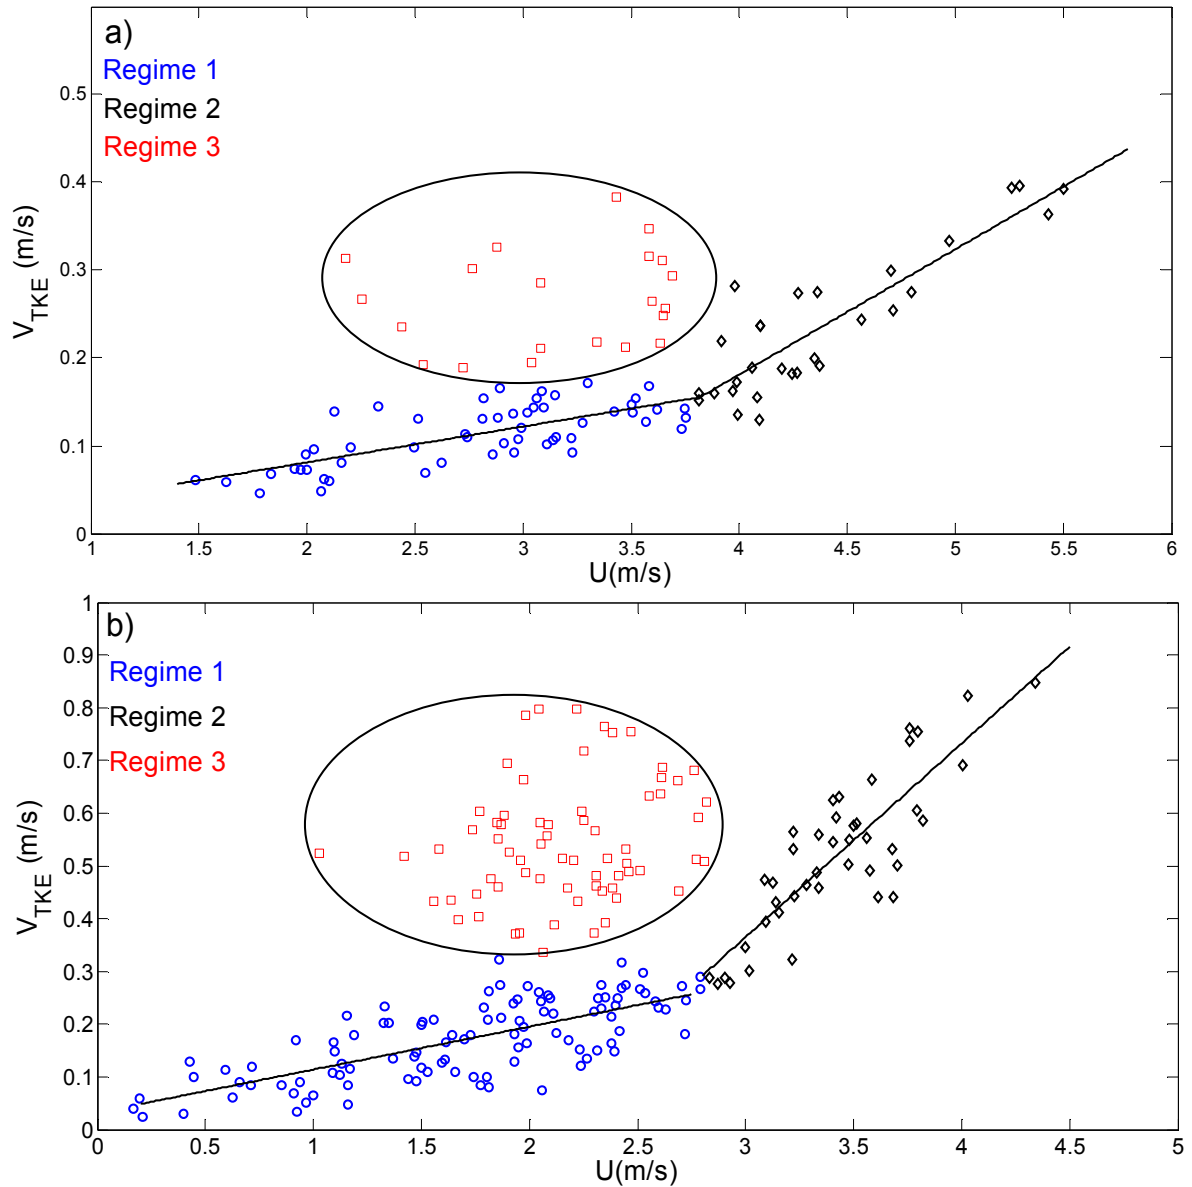 a)
Regime 1
Regime 2
Regime 3
0.5
0.4
0.3
0.2
0.1
0
V_TKE (m/s)
1 1.5 2 2.5 3 3.5 4 4.5 5 5.5 6
U(m/s)
b)
Regime 1
Regime 2
Regime 3
1
0.9
0.8
0.7
0.6
0.5
0.4
0.3
0.2
0.1
0
V_TKE (m/s)
0 0.5 1 1.5 2 2.5 3 3.5 4 4.5 5
U(m/s)